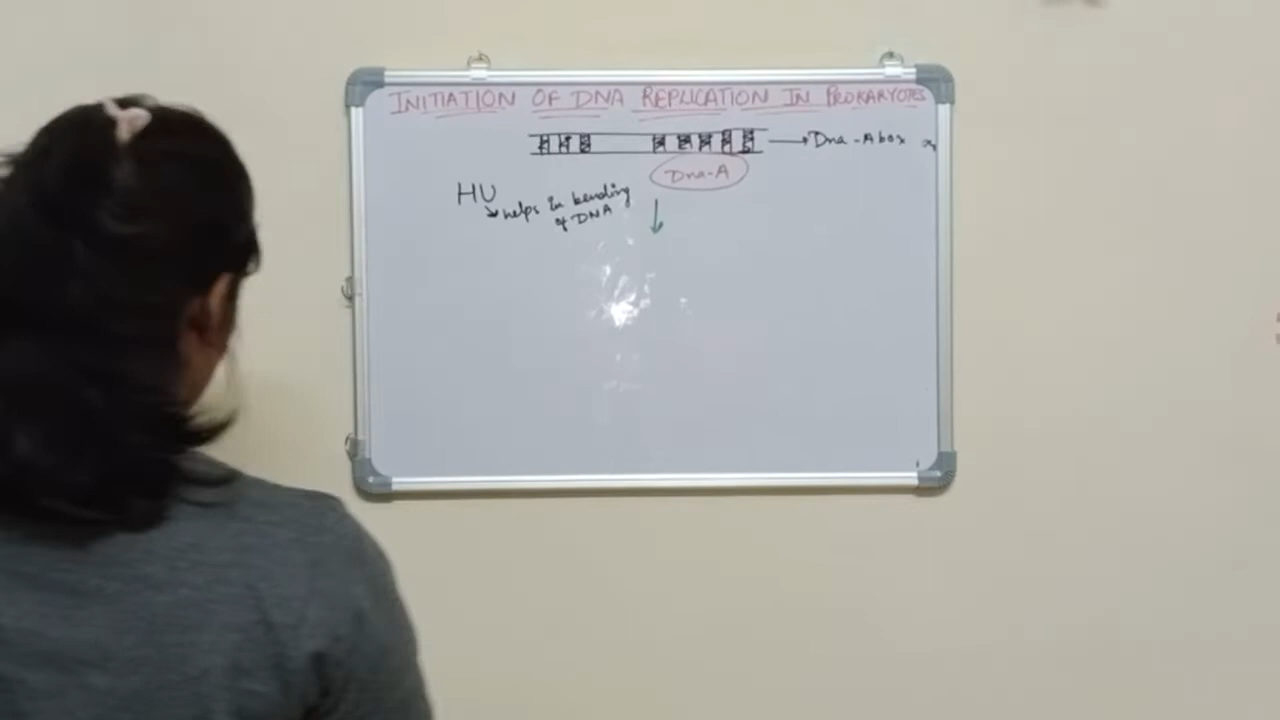 INITIATION OF DNA REPLICATION IN PROKARYOTES
Dna-A box
Dna-A
HU
helps in bending
of DNA